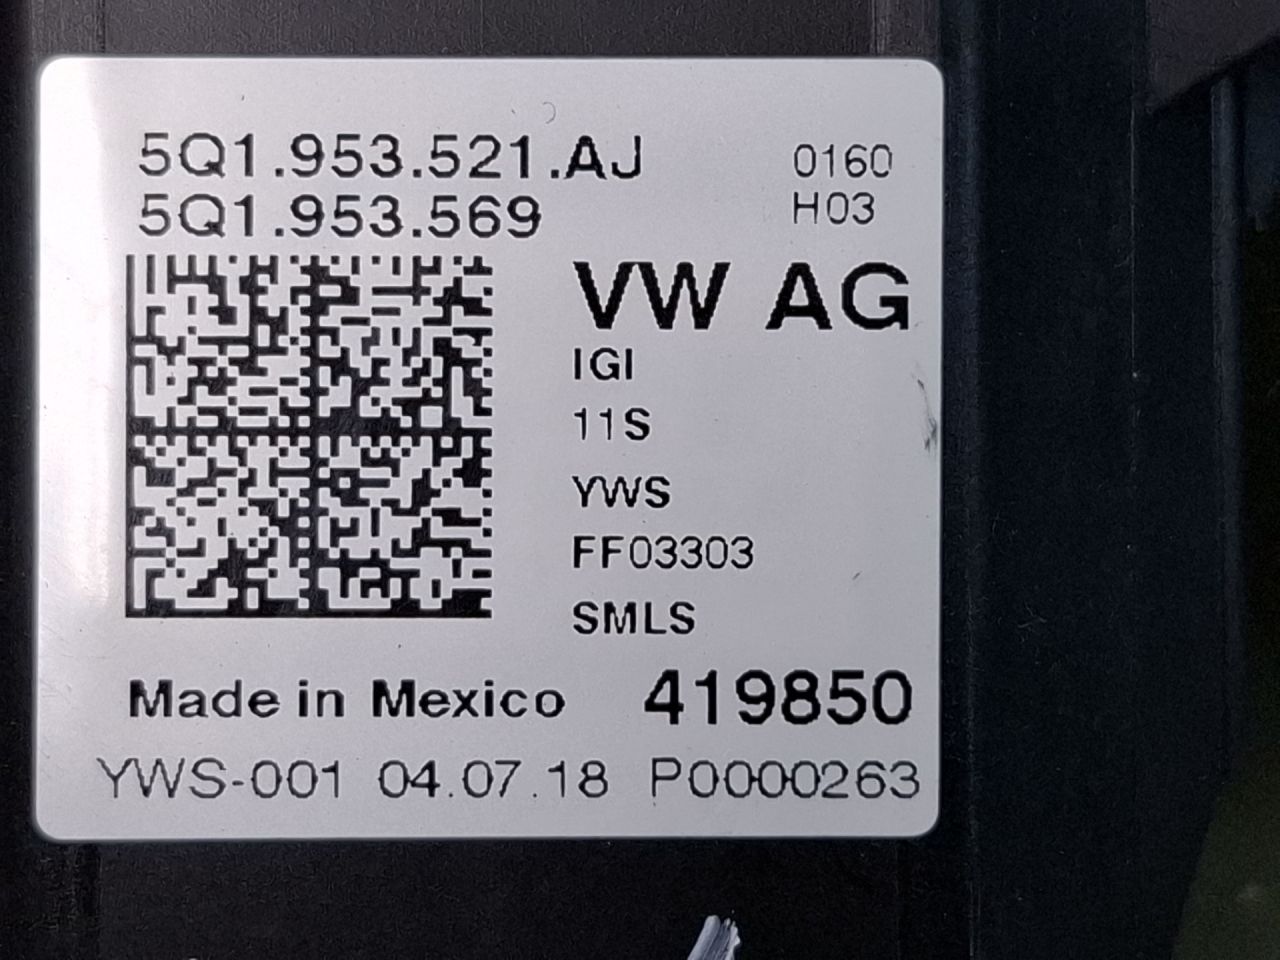 5Q1.953.521.AJ 0160
5Q1.953.569 H03
VW AG
IGI
11S
YWS
FF03303
SMLS
Made in Mexico 419850
YWS-001 04.07.18 P0000263